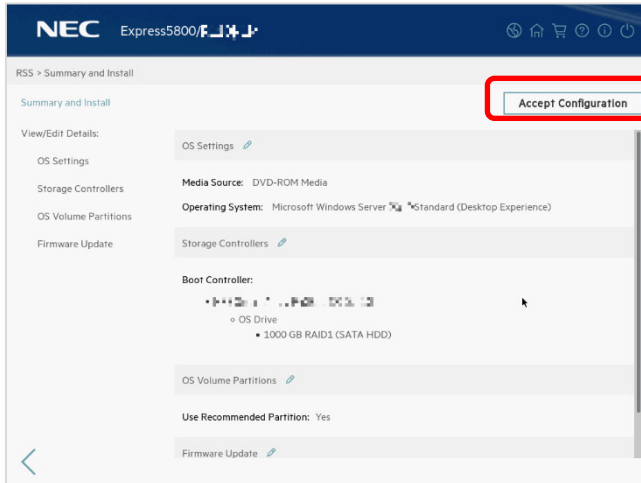 NEC Express5800/
RSS > Summary and Install
Summary and Install
Accept Configuration
View/Edit Details:
OS Settings
Storage Controllers
OS Volume Partitions
Firmware Update
OS Settings
Media Source: DVD-ROM Media
Operating System: Microsoft Windows Server Standard (Desktop Experience)
Storage Controllers
Boot Controller:
OS Drive
1000 GB RAID1 (SATA HDD)
OS Volume Partitions
Use Recommended Partition: Yes
Firmware Update